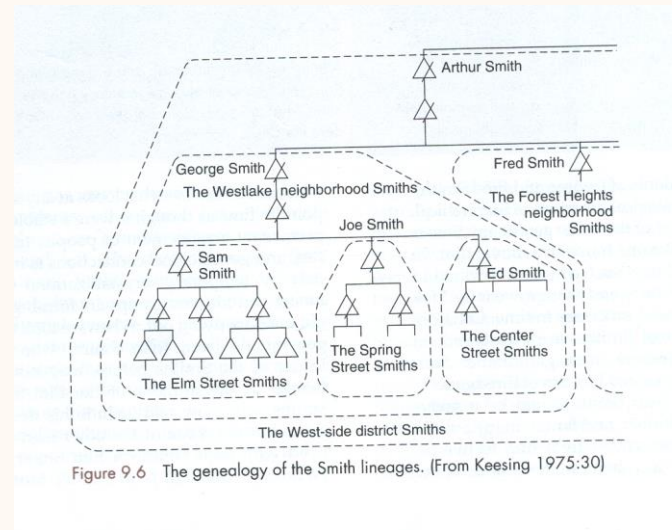 Arthur Smith
George Smith
Fred Smith
The Westlake neighborhood Smiths
The Forest Heights
neighborhood
Smiths
Joe Smith
Sam
Smith
Ed Smith
The Elm Street Smiths
The Spring
Street Smiths
The Center
Street Smiths
The West-side district Smiths
Figure 9.6 The genealogy of the Smith lineages. (From Keesing 1975:30)